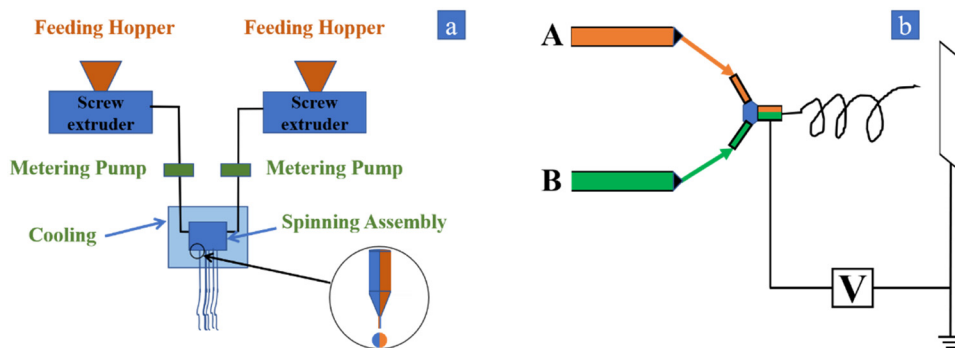 Feeding Hopper
Feeding Hopper
a
Screw
extruder
Screw
extruder
Metering Pump
Metering Pump
Cooling
Spinning Assembly
b
A
B
V